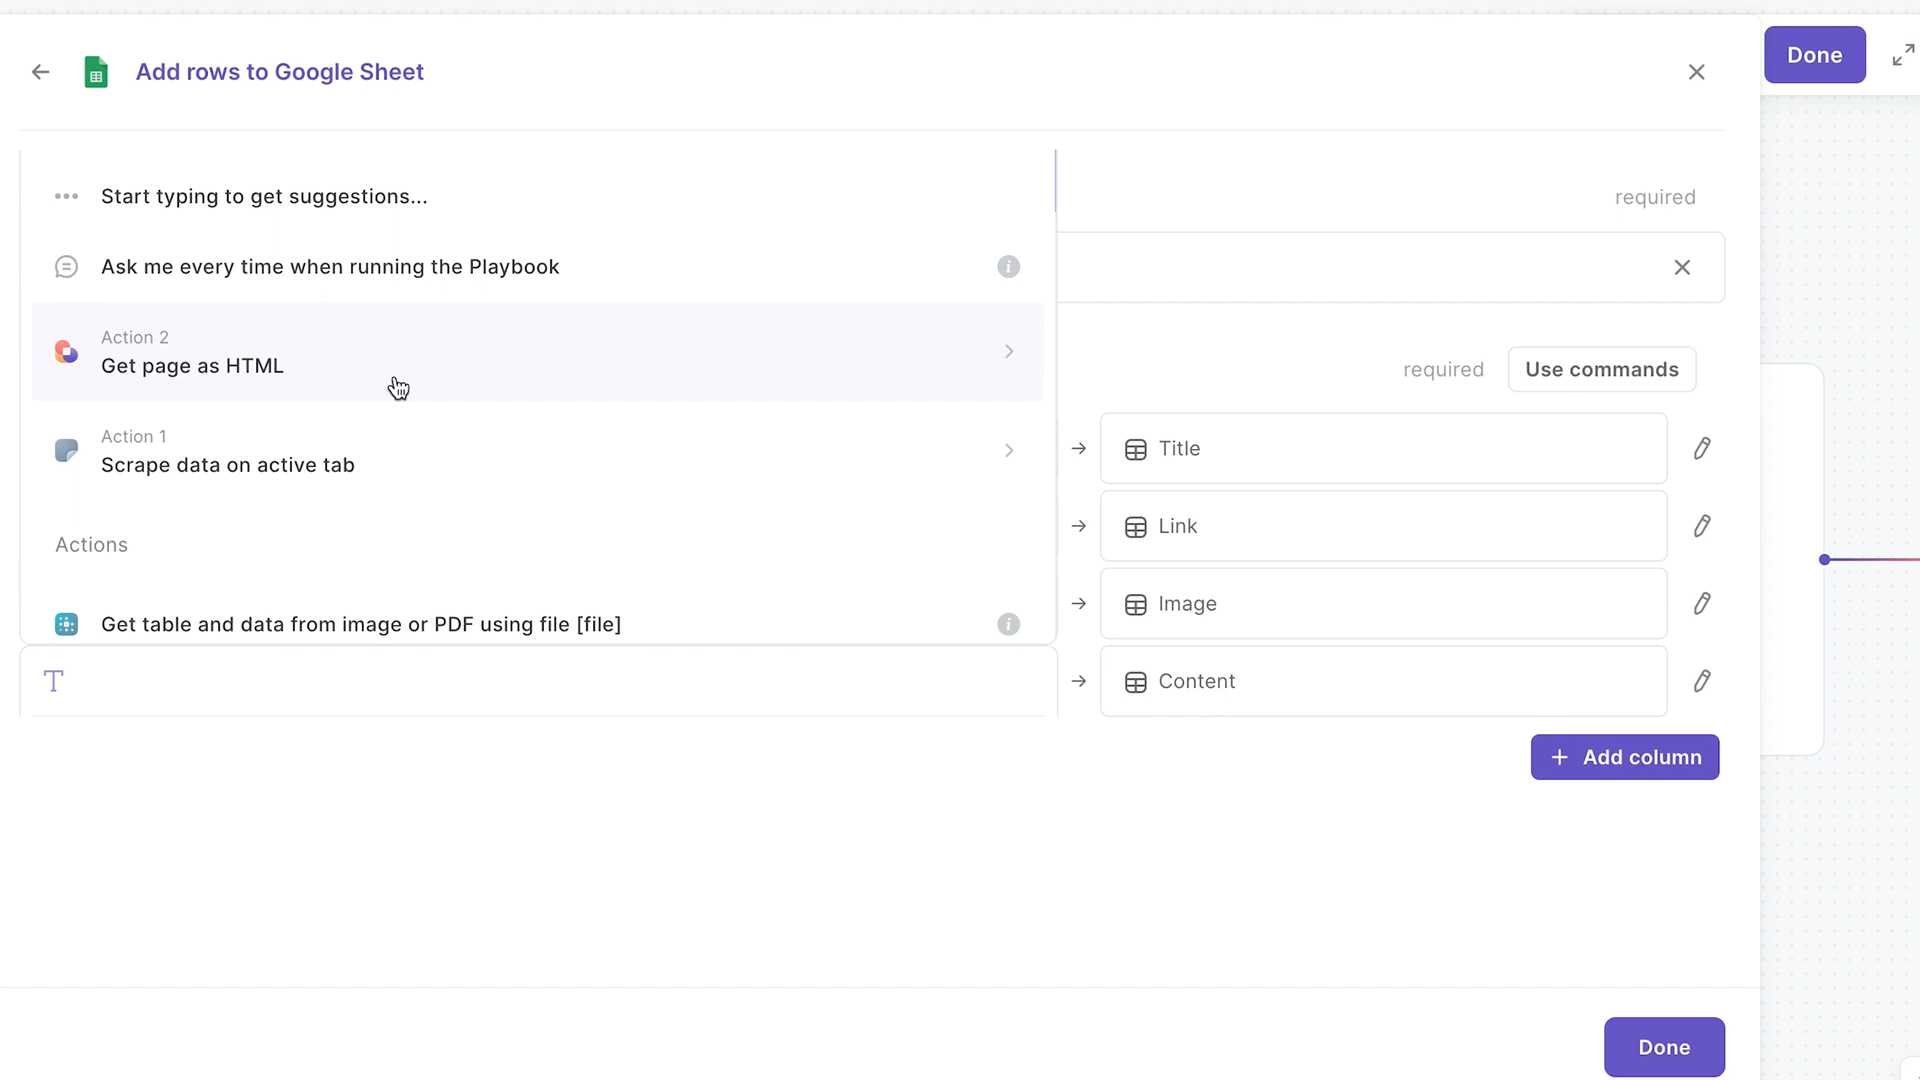 Add rows to Google Sheet
Done
Start typing to get suggestions...
required
Ask me every time when running the Playbook
Action 2
Get page as HTML
required
Use commands
Action 1
Scrape data on active tab
Title
Link
Actions
Image
Get table and data from image or PDF using file [file]
Content
Add column
Done